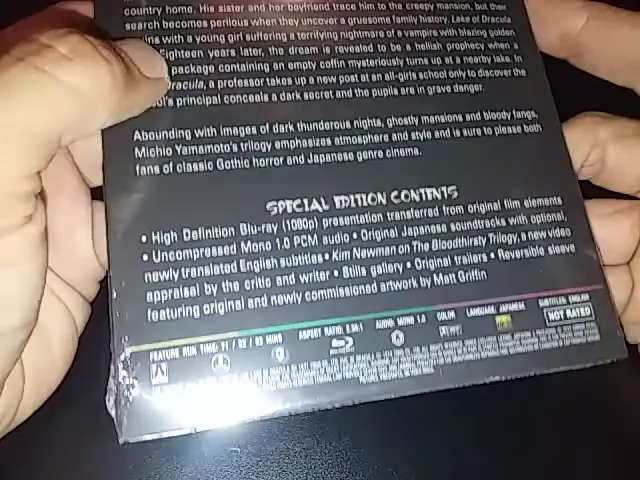 country home. His sister and her boyfriend trace him to the creepy mansion, but their
search becomes perilous when they uncover a gruesome family history. Lake of Dracula
with a young girl suffering a terrifying nightmare of a vampire with blazing golden
Eighteen years later, the dream is revealed to be a hellish prophecy when a
package containing an empty coffin mysteriously turns up at a nearby lake. In
Dracula, a professor takes up a new post at an all-girls school only to discover the
principal conceals a dark secret and the pupils are in grave danger.
Abounding with images of dark thunderous nights, ghostly mansions and bloody fangs,
Michio Yamamoto's trilogy emphasizes atmosphere and style and is sure to please both
fans of classic Gothic horror and Japanese genre cinema.
SPECIAL EDITION CONTENTS
• High Definition Blu-ray (1080p) presentation transferred from original film elements
• Uncompressed Mono 1.0 PCM audio • Original Japanese soundtracks with optional,
newly translated English subtitles • Kim Newman on The Bloodthirsty Trilogy, a new video
appraisal by the critic and writer • Stills gallery • Original trailers • Reversible sleeve
featuring original and newly commissioned artwork by Matt Griffin
FEATURE RUN TIME: 71 / 82 / 83 MINS ASPECT RATIO: AUDIO: MONO 1.0 COLOR LANGUAGE: JAPANESE SUBTITLES: ENGLISH
NOT RATED